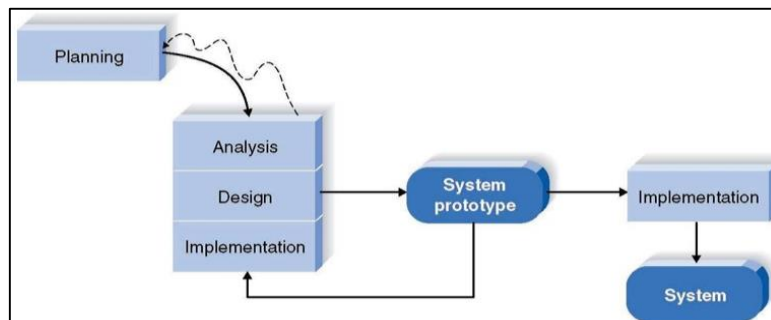 Planning
Analysis
Design
Implementation
System
prototype
Implementation
System